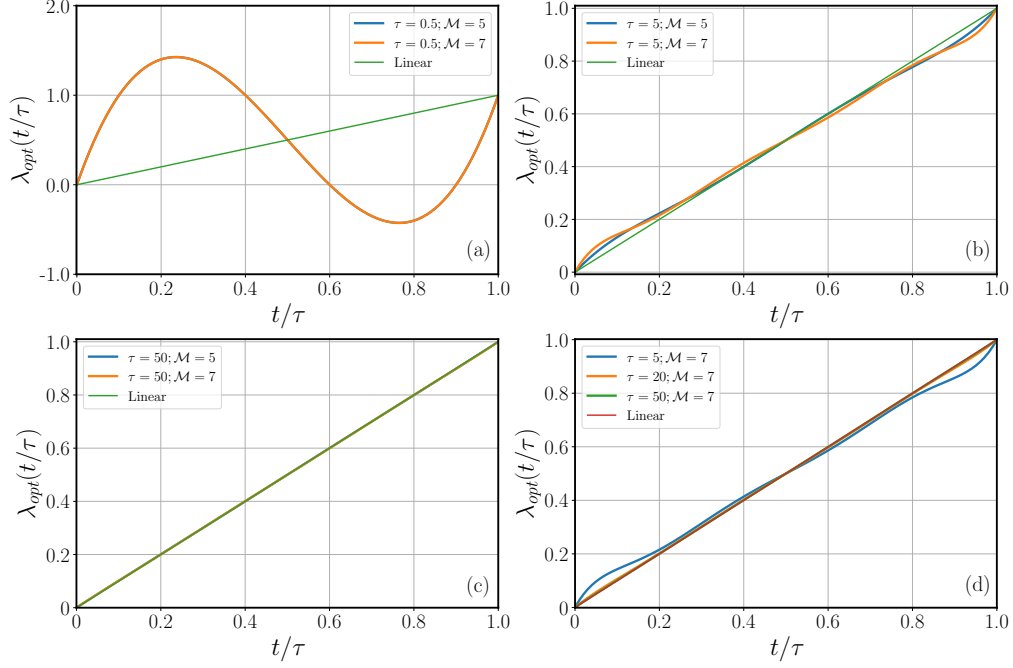 2.0
1.0
0.0
-1.0
λ_opt(t/τ)
τ = 0.5; ℳ = 5
τ = 0.5; ℳ = 7
Linear
(a)
0
0.2
0.4
0.6
0.8
1.0
t/τ
1.0
0.8
0.6
0.4
0.2
0
λ_opt(t/τ)
τ = 5; ℳ = 5
τ = 5; ℳ = 7
Linear
(b)
0
0.2
0.4
0.6
0.8
1.0
t/τ
1.0
0.8
0.6
0.4
0.2
0
λ_opt(t/τ)
τ = 50; ℳ = 5
τ = 50; ℳ = 7
Linear
(c)
0
0.2
0.4
0.6
0.8
1.0
t/τ
1.0
0.8
0.6
0.4
0.2
0
λ_opt(t/τ)
τ = 5; ℳ = 7
τ = 20; ℳ = 7
τ = 50; ℳ = 7
Linear
(d)
0
0.2
0.4
0.6
0.8
1.0
t/τ